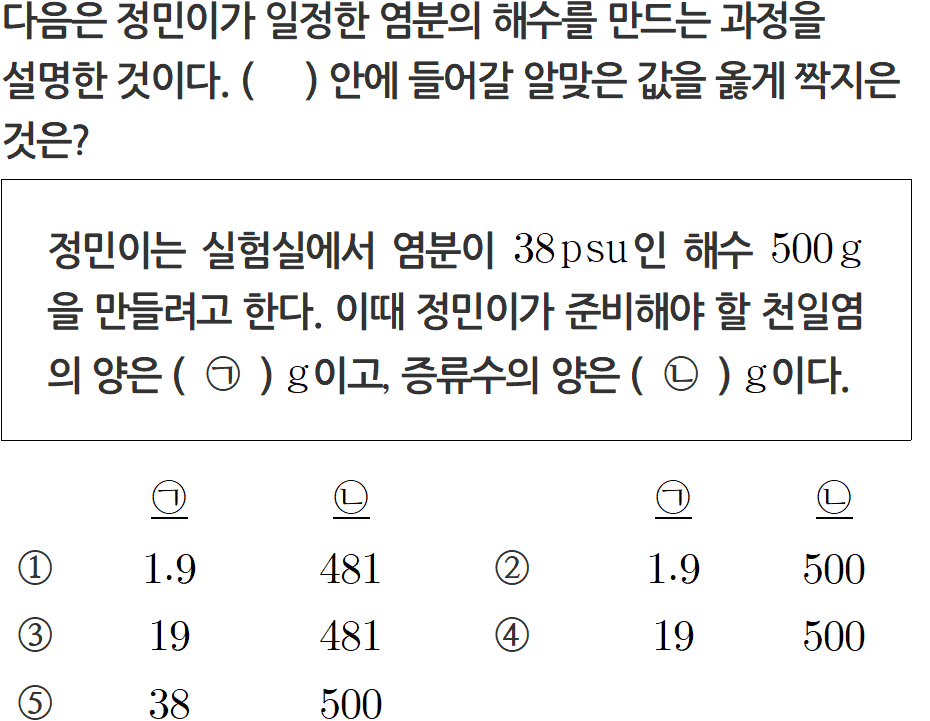 다음은 정민이가 일정한 염분의 해수를 만드는 과정을
설명한 것이다. (    ) 안에 들어갈 알맞은 값을 옳게 짝지은
것은?
정민이는 실험실에서 염분이 38psu인 해수 500g
을 만들려고 한다. 이때 정민이가 준비해야 할 천일염
의 양은 ( ㉠ ) g이고, 증류수의 양은 ( ㉡ ) g이다.
㉠ ㉡ ㉠ ㉡
① 1.9 481 ② 1.9 500
③ 19 481 ④ 19 500
⑤ 38 500